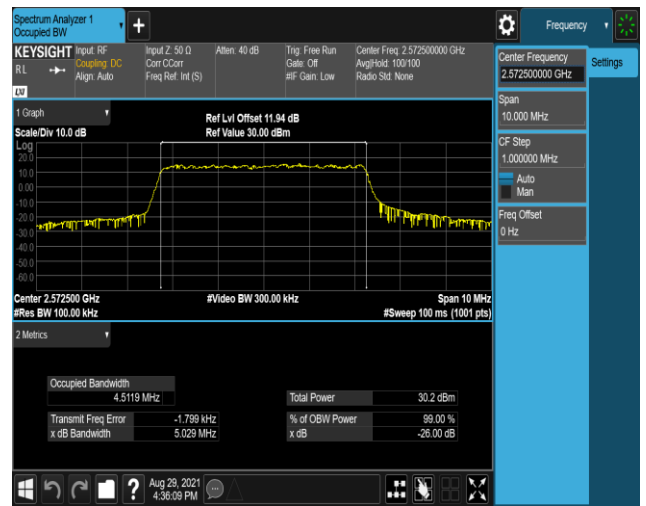 Spectrum Analyzer 1
Occupied BW
Frequency
KEYSIGHT
RL
LXI
Input: RF
Coupling: DC
Align: Auto
Input Z: 50 Ω
Corr CCorr
Freq Ref: Int (S)
Atten: 40 dB
Trig: Free Run
Gate: Off
#IF Gain: Low
Center Freq: 2.572500000 GHz
Avg|Hold: 100/100
Radio Std: None
Center Frequency
2.572500000 GHz
Settings
Span
10.000 MHz
CF Step
1.000000 MHz
Auto
Man
Freq Offset
0 Hz
1 Graph
Scale/Div 10.0 dB
Ref Lvl Offset 11.94 dB
Ref Value 30.00 dBm
Log
20.0
10.0
0.00
-10.0
-20.0
-30.0
-40.0
-50.0
-60.0
Center 2.572500 GHz
#Res BW 100.00 kHz
#Video BW 300.00 kHz
Span 10 MHz
#Sweep 100 ms (1001 pts)
2 Metrics
Occupied Bandwidth
4.5119 MHz
Total Power 30.2 dBm
Transmit Freq Error -1.799 kHz
% of OBW Power 99.00 %
x dB Bandwidth 5.029 MHz
x dB -26.00 dB
?
Aug 29, 2021
4:36:09 PM